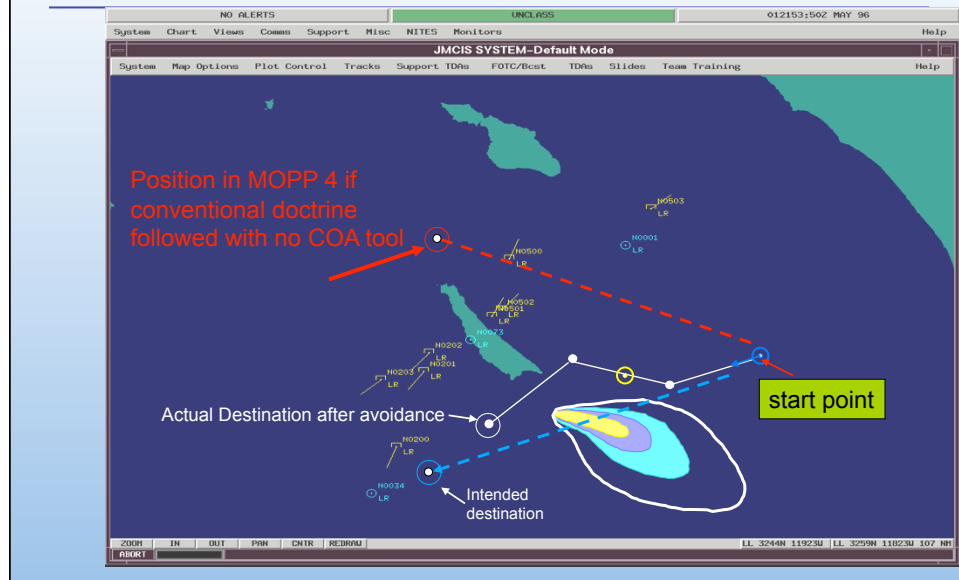 NO ALERTS UNCLASS 012153:50Z MAY 96
System Chart Views Comms Support Misc NITES Monitors Help
JMCIS SYSTEM-Default Mode
System Map Options Plot Control Tracks Support TDAs FOTC/Bcst TDAs Slides Team Training Help
Position in MOPP 4 if
conventional doctrine
followed with no COA tool
N0503
LR
N0001
LR
N0500
LR
N0502
N0501
LR
LR
N0073
LR
N0202
LR
N0201
LR
N0203
LR
start point
Actual Destination after avoidance
N0200
LR
N0034
LR
Intended
destination
ZOOM IN OUT PAN CNTR REDRAW LL 3244N 11923W LL 3259N 11823W 107 NM
ABORT